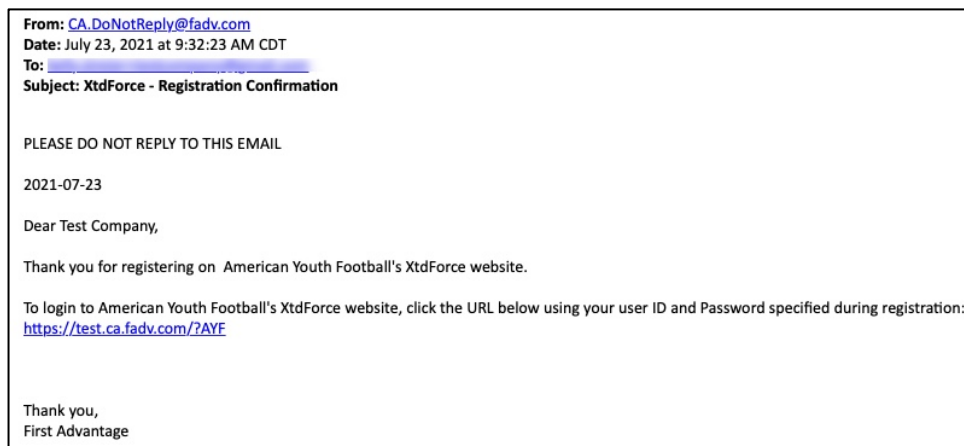 From: CA.DoNotReply@fadv.com
Date: July 23, 2021 at 9:32:23 AM CDT
To:
Subject: XtdForce - Registration Confirmation
PLEASE DO NOT REPLY TO THIS EMAIL
2021-07-23
Dear Test Company,
Thank you for registering on  American Youth Football's XtdForce website.
To login to American Youth Football's XtdForce website, click the URL below using your user ID and Password specified during registration:
https://test.ca.fadv.com/?AYF
Thank you,
First Advantage